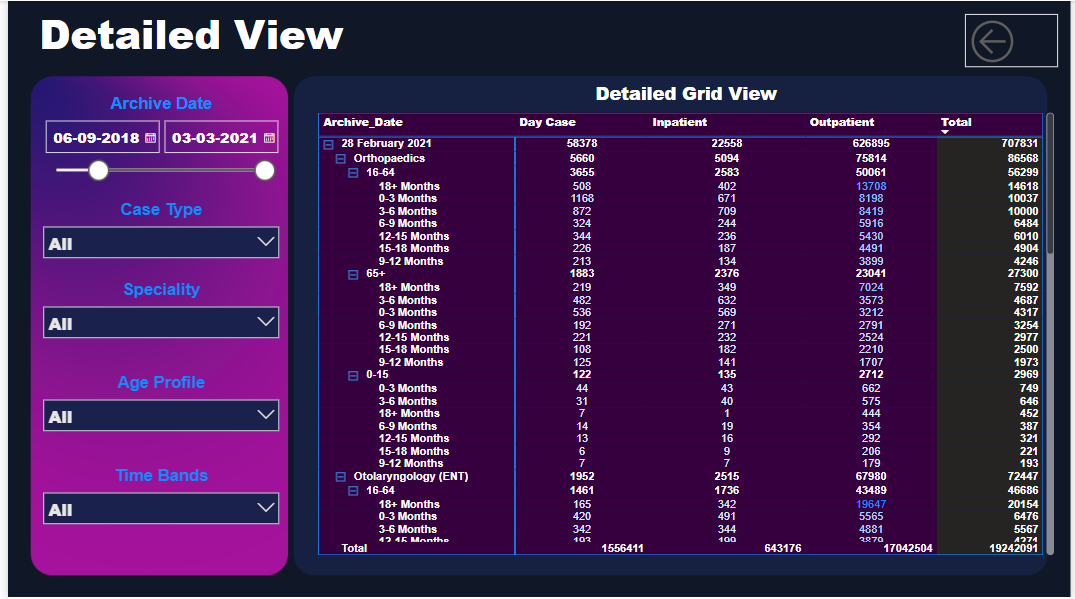 Detailed View
Archive Date
06-09-2018 03-03-2021
Case Type
All
Speciality
All
Age Profile
All
Time Bands
All
Detailed Grid View
Archive_Date Day Case Inpatient Outpatient Total
28 February 2021 58378 22558 626895 707831
Orthopaedics 5660 5094 75814 86568
16-64 3655 2583 50061 56299
18+ Months 508 402 13708 14618
0-3 Months 1168 671 8198 10037
3-6 Months 872 709 8419 10000
6-9 Months 324 244 5916 6484
12-15 Months 344 236 5430 6010
15-18 Months 226 187 4491 4904
9-12 Months 213 134 3899 4246
65+ 1883 2376 23041 27300
18+ Months 219 349 7024 7592
3-6 Months 482 632 3573 4687
0-3 Months 536 569 3212 4317
6-9 Months 192 271 2791 3254
12-15 Months 221 232 2524 2977
15-18 Months 108 182 2210 2500
9-12 Months 125 141 1707 1973
0-15 122 135 2712 2969
0-3 Months 44 43 662 749
3-6 Months 31 40 575 646
18+ Months 7 1 444 452
6-9 Months 14 19 354 387
12-15 Months 13 16 292 321
15-18 Months 6 9 206 221
9-12 Months 7 7 179 193
Otolaryngology (ENT) 1952 2515 67980 72447
16-64 1461 1736 43489 46686
18+ Months 165 342 19647 20154
0-3 Months 420 491 5565 6476
3-6 Months 342 344 4881 5567
12-15 Months 193 199 3879 4271
Total 1556411 643176 17042504 19242091